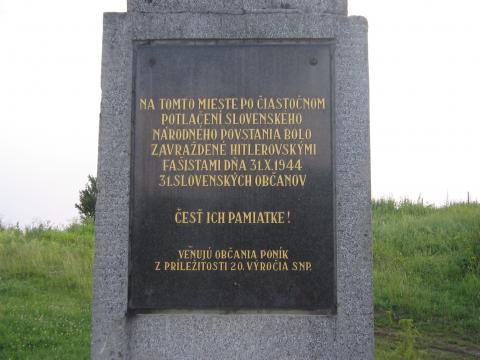 NA TOMTO MIESTE PO ČIASTOČNOM
POTLAČENÍ SLOVENSKÉHO
NÁRODNÉHO POVSTANIA BOLO
ZAVRAŽDENÉ HITLEROVSKÝMI
FAŠISTAMI DŇA 31.X.1944
31.SLOVENSKÝCH OBČANOV
ČESŤ ICH PAMIATKE!
VEŇUJÚ OBČANIA PONÍK
Z PRÍLEŽITOSTI 20. VÝROČIA SNP.